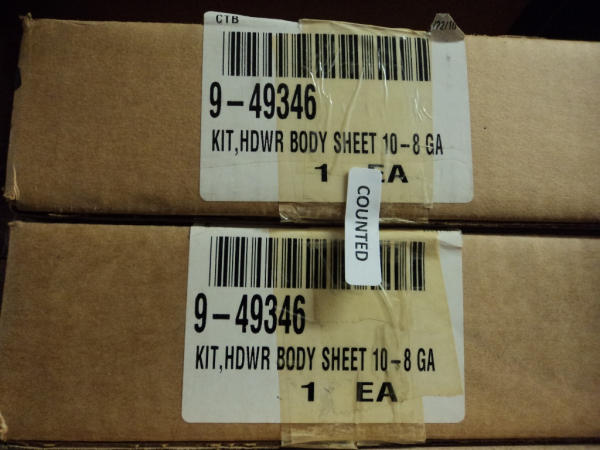 CTB
9-49346
KIT,HDWR BODY SHEET 10-8 GA
1 EA
COUNTED
9-49346
KIT,HDWR BODY SHEET 10-8 GA
1 EA